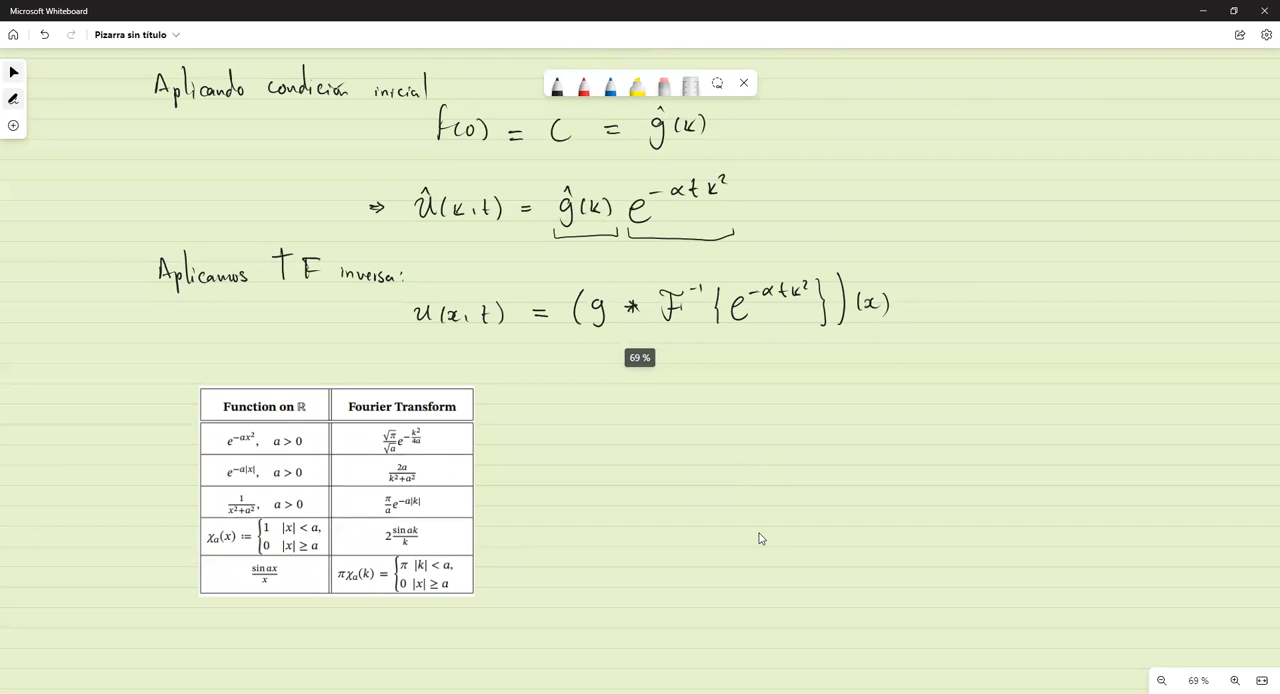 Microsoft Whiteboard
Pizarra sin título
Aplicando condición inicial
f(0) = C = ĝ(k)
⇒ û(k,t) = ĝ(k) e^{-αtk²}
Aplicamos TF inversa:
u(x,t) = (g * ℱ⁻¹{e^{-αtk²}})(x)
69 %
Function on ℝ | Fourier Transform
e^{-ax²}, a > 0 | √π/√a e^{-k²/4a}
e^{-a|x|}, a > 0 | 2a/(k²+a²)
1/(x²+a²), a > 0 | π/a e^{-a|k|}
χₐ(x) ≔ {1 |x| < a, 0 |x| ≥ a | 2 sin ak/k
sin ax/x | πχₐ(k) = {π |k| < a, 0 |x| ≥ a
69 %